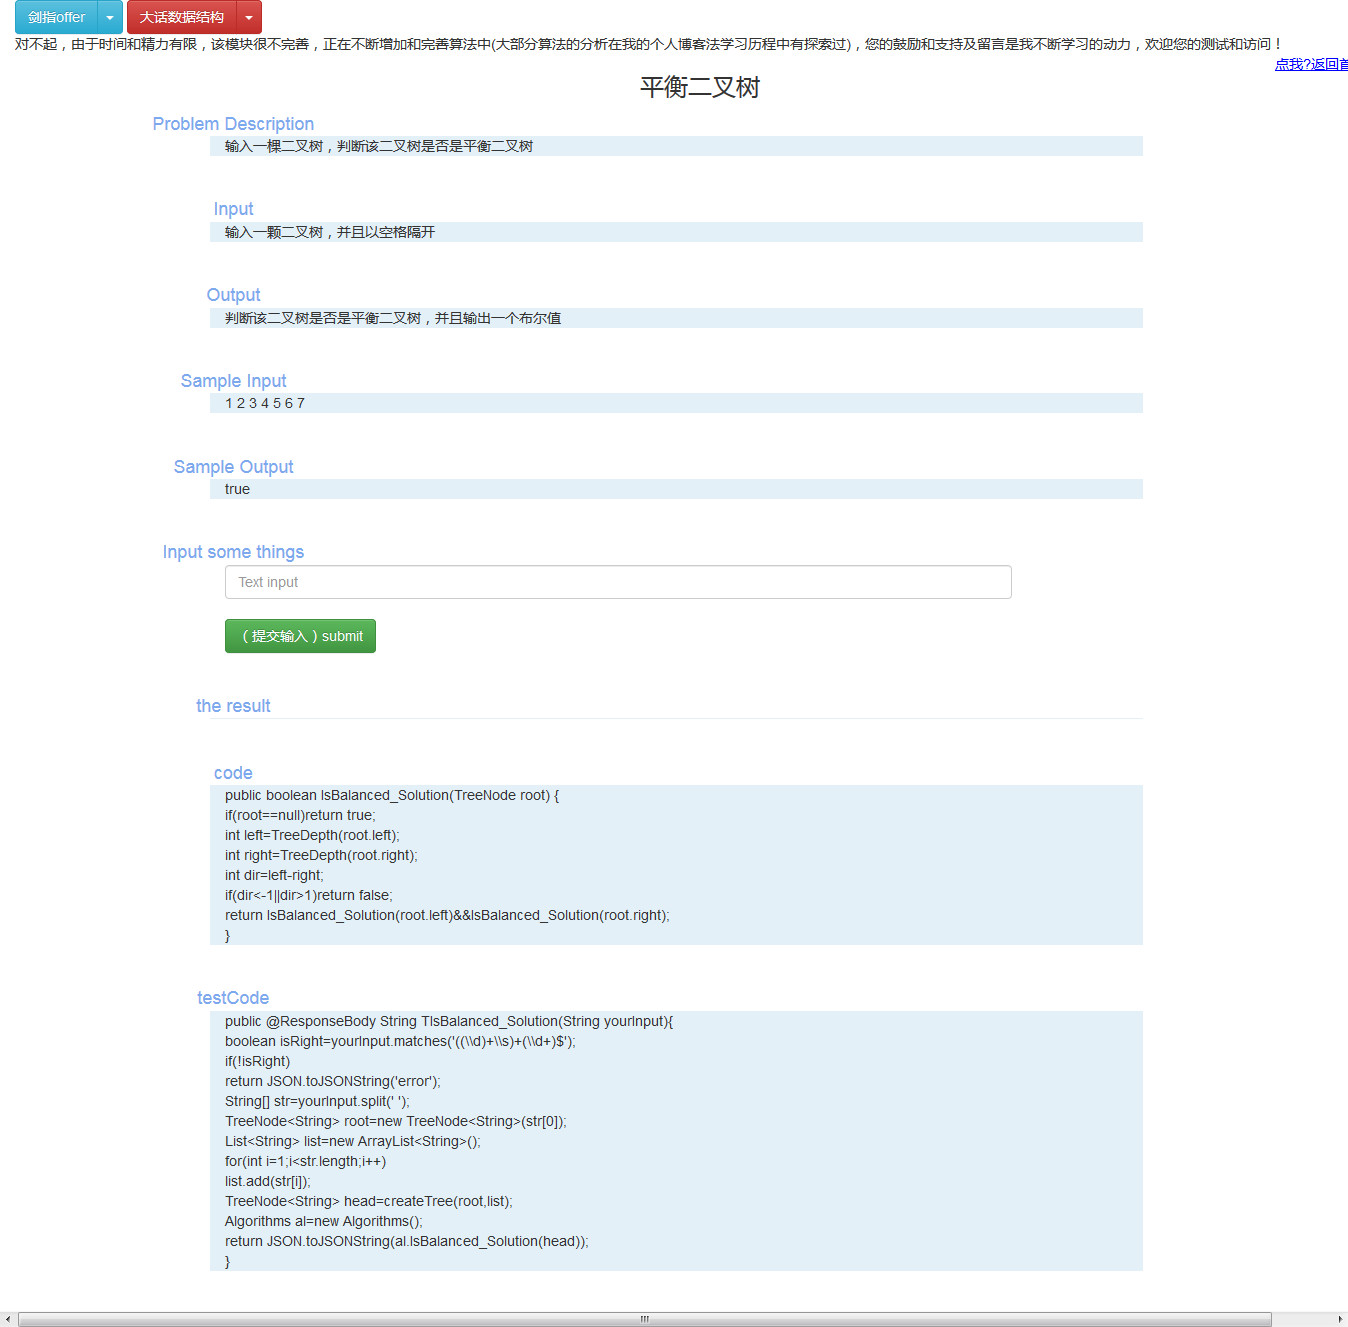 剑指offer 大话数据结构
对不起，由于时间和精力有限，该模块很不完善，正在不断增加和完善算法中(大部分算法的分析在我的个人博客法学习历程中有探索过)，您的鼓励和支持及留言是我不断学习的动力，欢迎您的测试和访问！
点我?返回首
平衡二叉树
Problem Description
输入一棵二叉树，判断该二叉树是否是平衡二叉树
Input
输入一颗二叉树，并且以空格隔开
Output
判断该二叉树是否是平衡二叉树，并且输出一个布尔值
Sample Input
1 2 3 4 5 6 7
Sample Output
true
Input some things
Text input
（提交输入）submit
the result
code
public boolean IsBalanced_Solution(TreeNode root) {
if(root==null)return true;
int left=TreeDepth(root.left);
int right=TreeDepth(root.right);
int dir=left-right;
if(dir<-1||dir>1)return false;
return IsBalanced_Solution(root.left)&&IsBalanced_Solution(root.right);
}
testCode
public @ResponseBody String TIsBalanced_Solution(String yourInput){
boolean isRight=yourInput.matches('((\\d)+\\s)+(\\d+)$');
if(!isRight)
return JSON.toJSONString('error');
String[] str=yourInput.split(' ');
TreeNode<String> root=new TreeNode<String>(str[0]);
List<String> list=new ArrayList<String>();
for(int i=1;i<str.length;i++)
list.add(str[i]);
TreeNode<String> head=createTree(root,list);
Algorithms al=new Algorithms();
return JSON.toJSONString(al.IsBalanced_Solution(head));
}